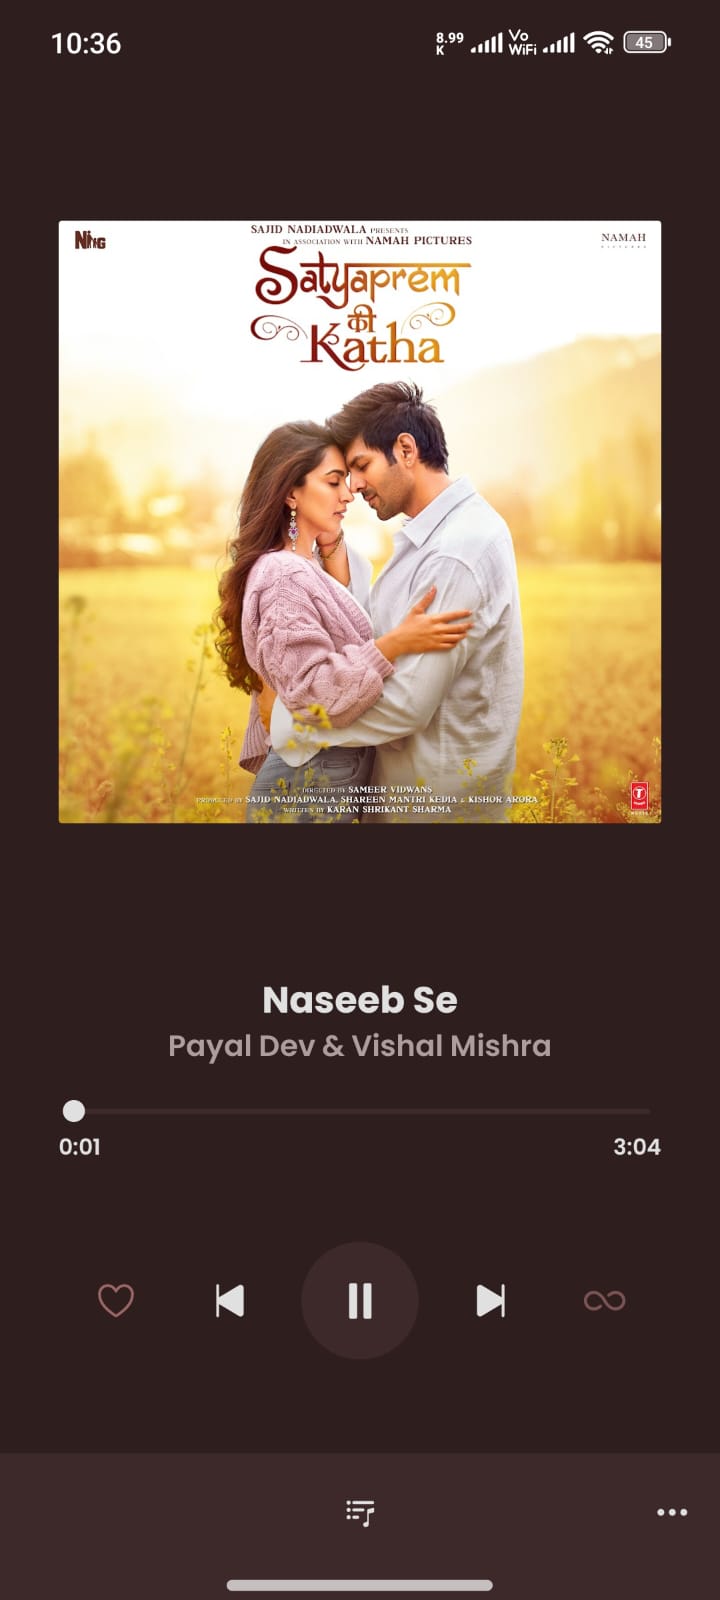 10:36
8.99
K
Vo
WiFi
45
NG
SAJID NADIADWALA PRESENTS
IN ASSOCIATION WITH NAMAH PICTURES
NAMAH
PICTURES
Satyaprem
की
Katha
DIRECTED BY SAMEER VIDWANS
PRODUCED BY SAJID NADIADWALA, SHAREEN MANTRI KEDIA & KISHOR ARORA
WRITTEN BY KARAN SHRIKANT SHARMA
Naseeb Se
Payal Dev & Vishal Mishra
0:01
3:04